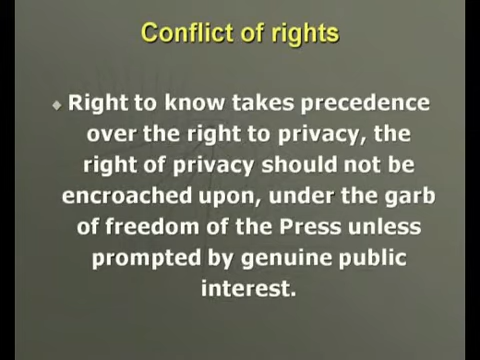 Conflict of rights
Right to know takes precedence
over the right to privacy, the
right of privacy should not be
encroached upon, under the garb
of freedom of the Press unless
prompted by genuine public
interest.